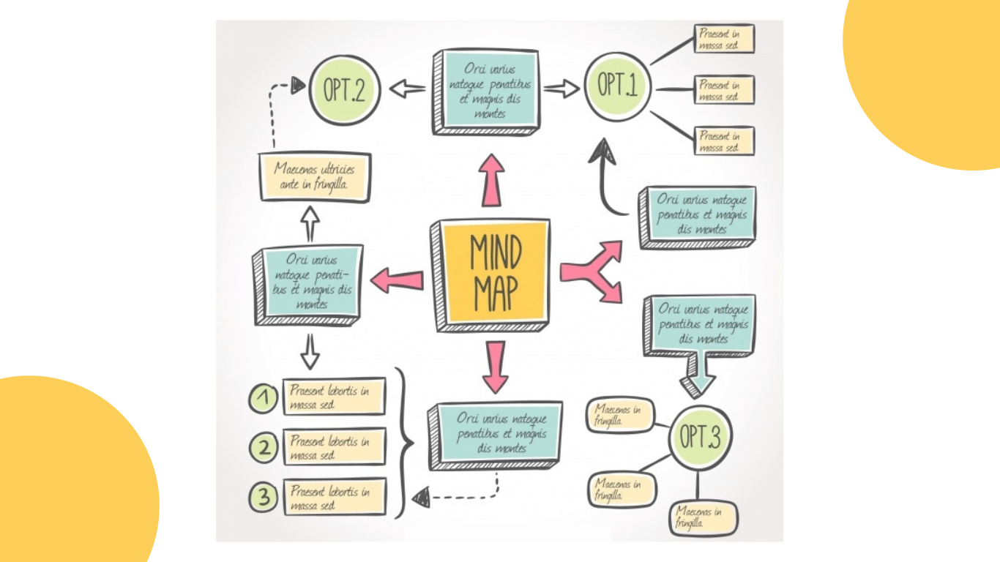 OPT.2
Orci varius
natoque penatibus
et magnis dis
montes
OPT.1
Praesent in
massa sed
Praesent in
massa sed
Praesent in
massa sed
Maecenas ultricies
ante in fringilla.
Orci varius natoque
penatibus et magnis
dis montes
MIND
MAP
Orci varius
natoque penati-
bus et magnis dis
montes
Orci varius natoque
penatibus et magnis
dis montes
1
Praesent lobortis in
massa sed
2
Praesent lobortis in
massa sed
3
Praesent lobortis in
massa sed
Orci varius natoque
penatibus et magnis
dis montes
Maecenas in
fringilla.
OPT.3
Maecenas in
fringilla.
Maecenas in
fringilla.